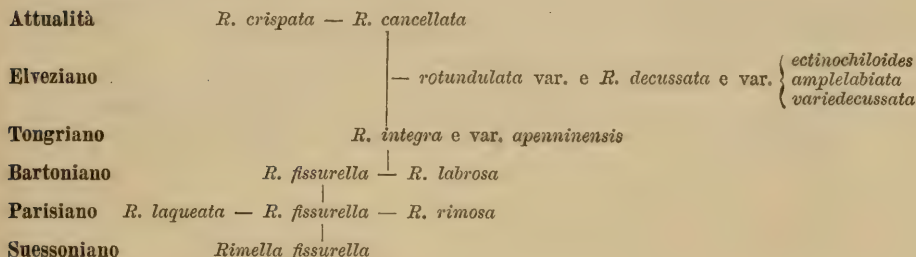 Attualità R. crispata — R. cancellata
Elveziano — rotundulata var. e R. decussata e var. { ectinochiloides
amplelabiata
variedecussata
Tongriano R. integra e var. apenninensis
Bartoniano R. fissurella — R. labrosa
Parisiano R. laqueata — R. fissurella — R. rimosa
Suessoniano Rimella fissurella